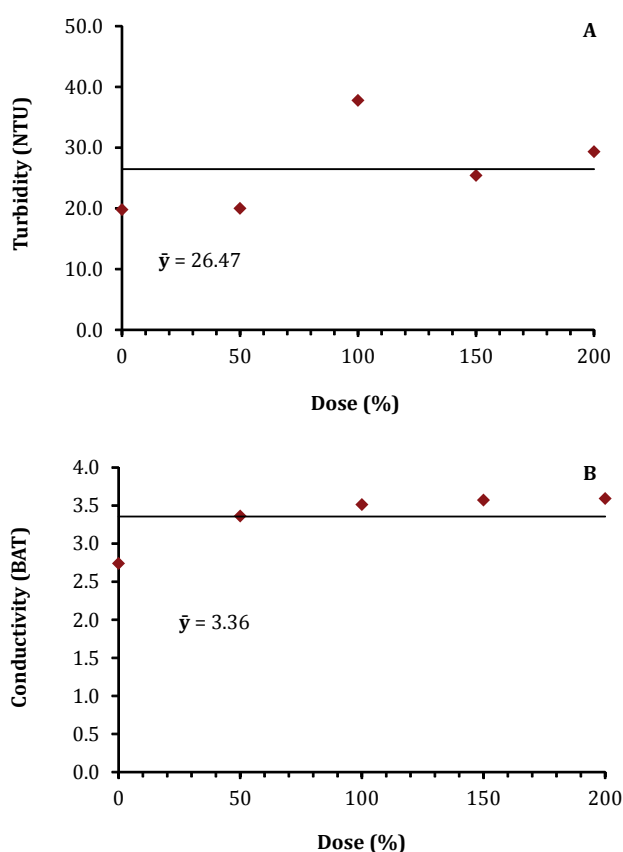 A
50.0
40.0
30.0
20.0
10.0
0.0
Turbidity (NTU)
ȳ = 26.47
0 50 100 150 200
Dose (%)
B
4.0
3.5
3.0
2.5
2.0
1.5
1.0
0.5
0.0
Conductivity (BAT)
ȳ = 3.36
0 50 100 150 200
Dose (%)